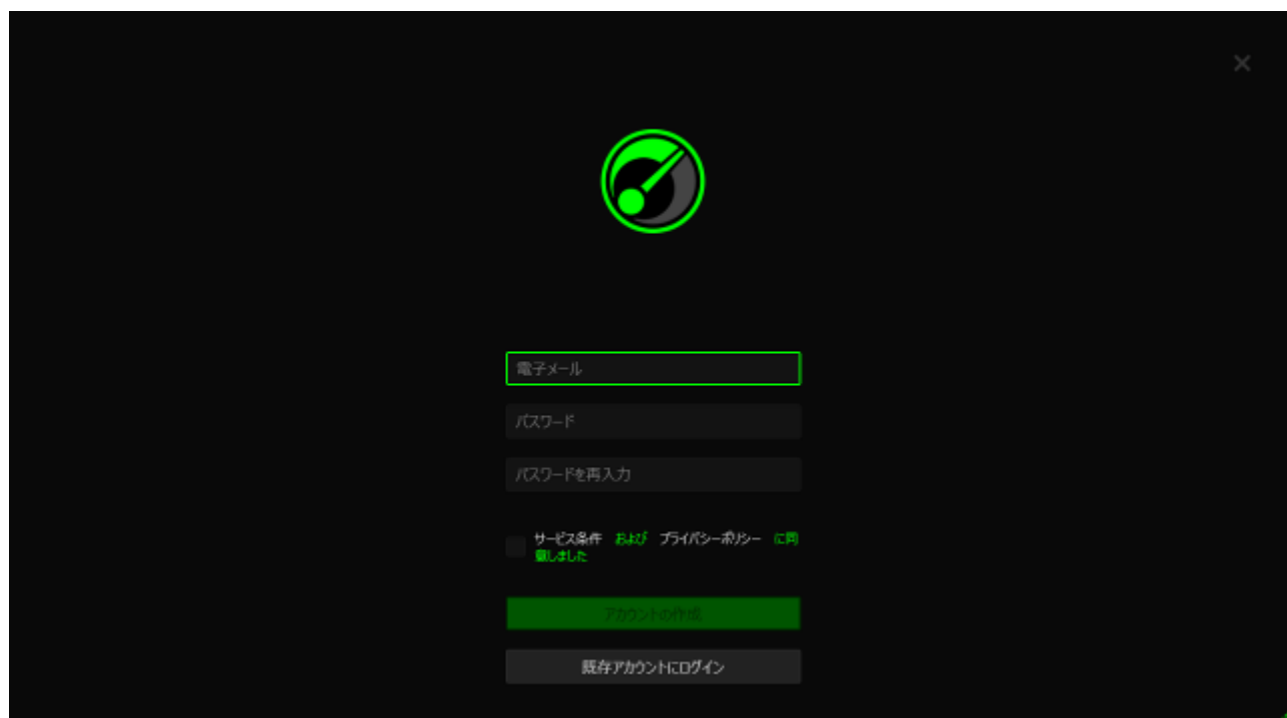 電子メール
パスワード
パスワードを再入力
サービス条件 および プライバシーポリシー に同
意しました
アカウントの作成
既存アカウントにログイン